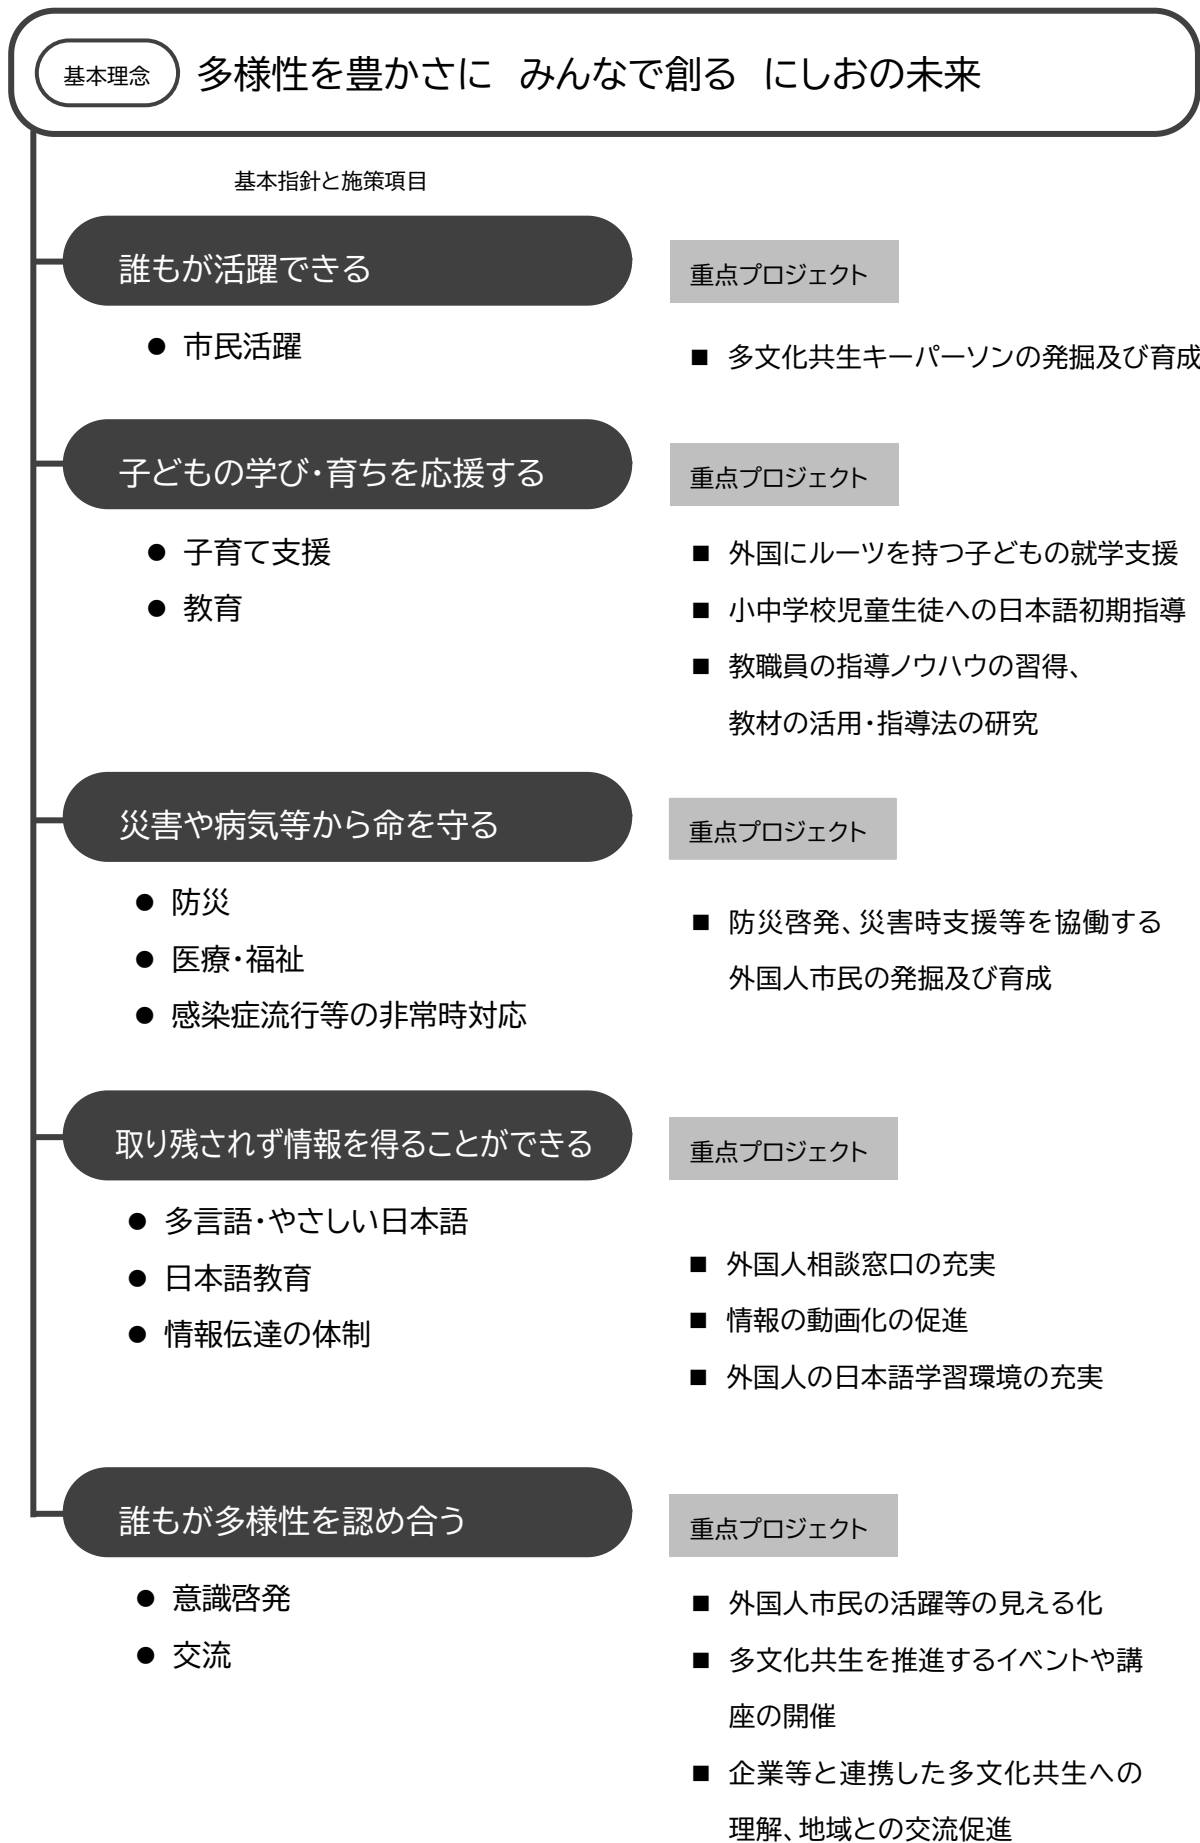 基本理念 多様性を豊かさに　みんなで創る　にしおの未来
基本指針と施策項目
誰もが活躍できる
● 市民活躍
重点プロジェクト
■ 多文化共生キーパーソンの発掘及び育成
子どもの学び・育ちを応援する
● 子育て支援
● 教育
重点プロジェクト
■ 外国にルーツを持つ子どもの就学支援
■ 小中学校児童生徒への日本語初期指導
■ 教職員の指導ノウハウの習得、
教材の活用・指導法の研究
災害や病気等から命を守る
● 防災
● 医療・福祉
● 感染症流行等の非常時対応
重点プロジェクト
■ 防災啓発、災害時支援等を協働する
外国人市民の発掘及び育成
取り残されず情報を得ることができる
● 多言語・やさしい日本語
● 日本語教育
● 情報伝達の体制
重点プロジェクト
■ 外国人相談窓口の充実
■ 情報の動画化の促進
■ 外国人の日本語学習環境の充実
誰もが多様性を認め合う
● 意識啓発
● 交流
重点プロジェクト
■ 外国人市民の活躍等の見える化
■ 多文化共生を推進するイベントや講
座の開催
■ 企業等と連携した多文化共生への
理解、地域との交流促進